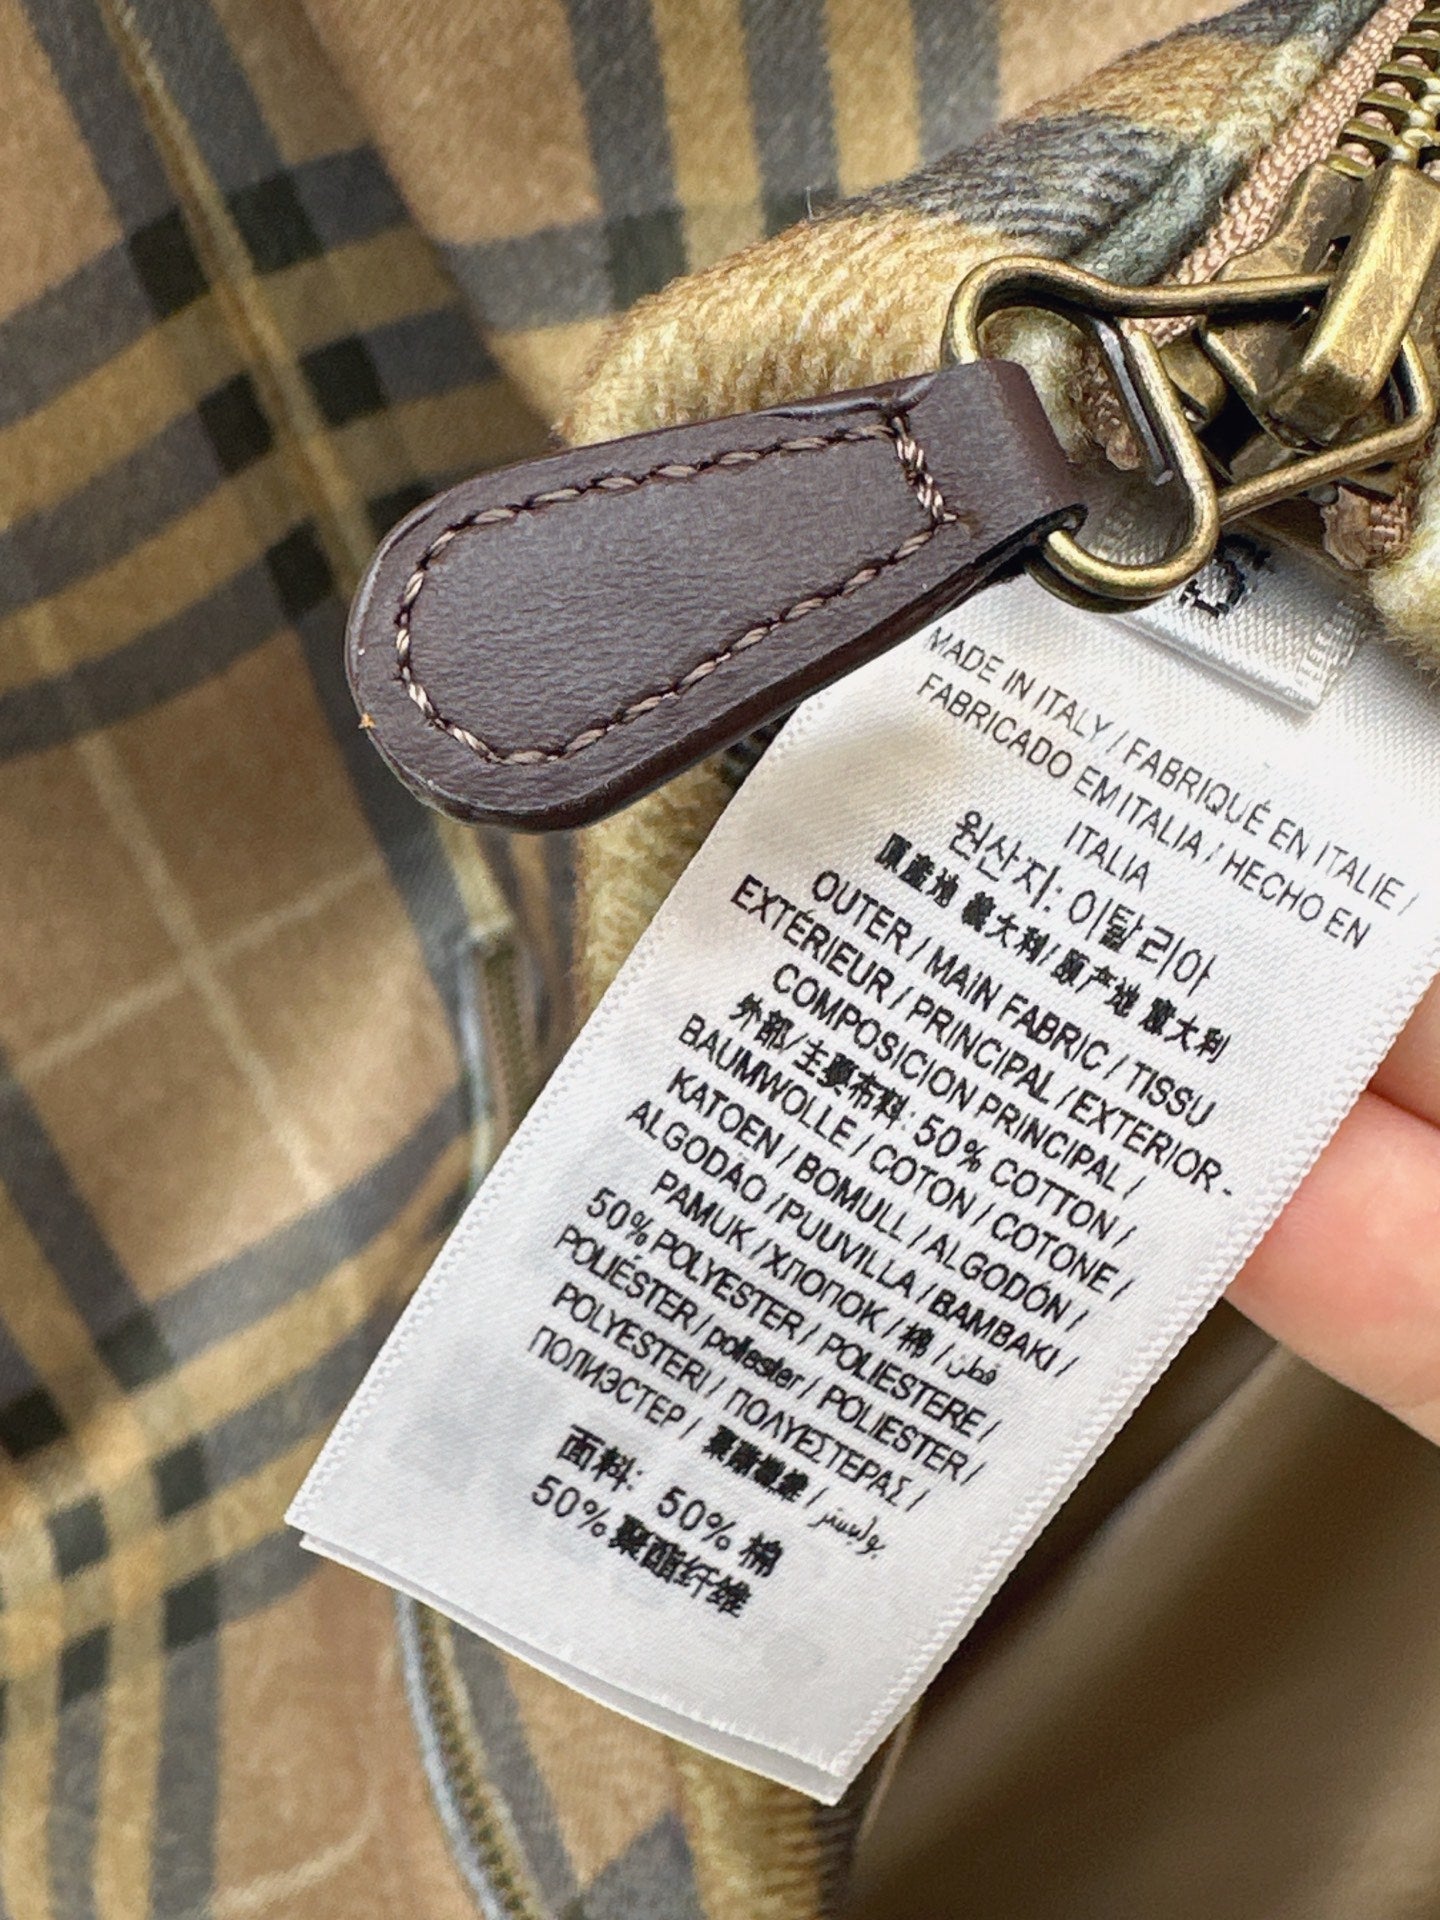 MADE IN ITALY / FABRIQUÉ EN ITALIE /
FABRICADO EM ITALIA / HECHO EN
ITALIA
원산지: 이탈리아
原產地 義大利/ 原产地 意大利
OUTER / MAIN FABRIC / TISSU
EXTÉRIEUR / PRINCIPAL / EXTERIOR -
COMPOSICION PRINCIPAL /
外部/主要布料: 50% COTTON /
BAUMWOLLE / COTON / COTONE /
KATOEN / BOMULL / ALGODÓN /
ALGODÃO / PUUVILLA / BAMBAKI /
PAMUK / ХЛОПОК / 棉 / قطن
50% POLYESTER / POLIESTERE /
POLIÉSTER / poliester / POLIESTER /
POLYESTERI / ΠΟΛΥΕΣΤΕΡΑΣ /
ПОЛИЭСТЕР / 聚酯纖維 / بوليستر
面料: 50% 棉
50% 聚酯纤维